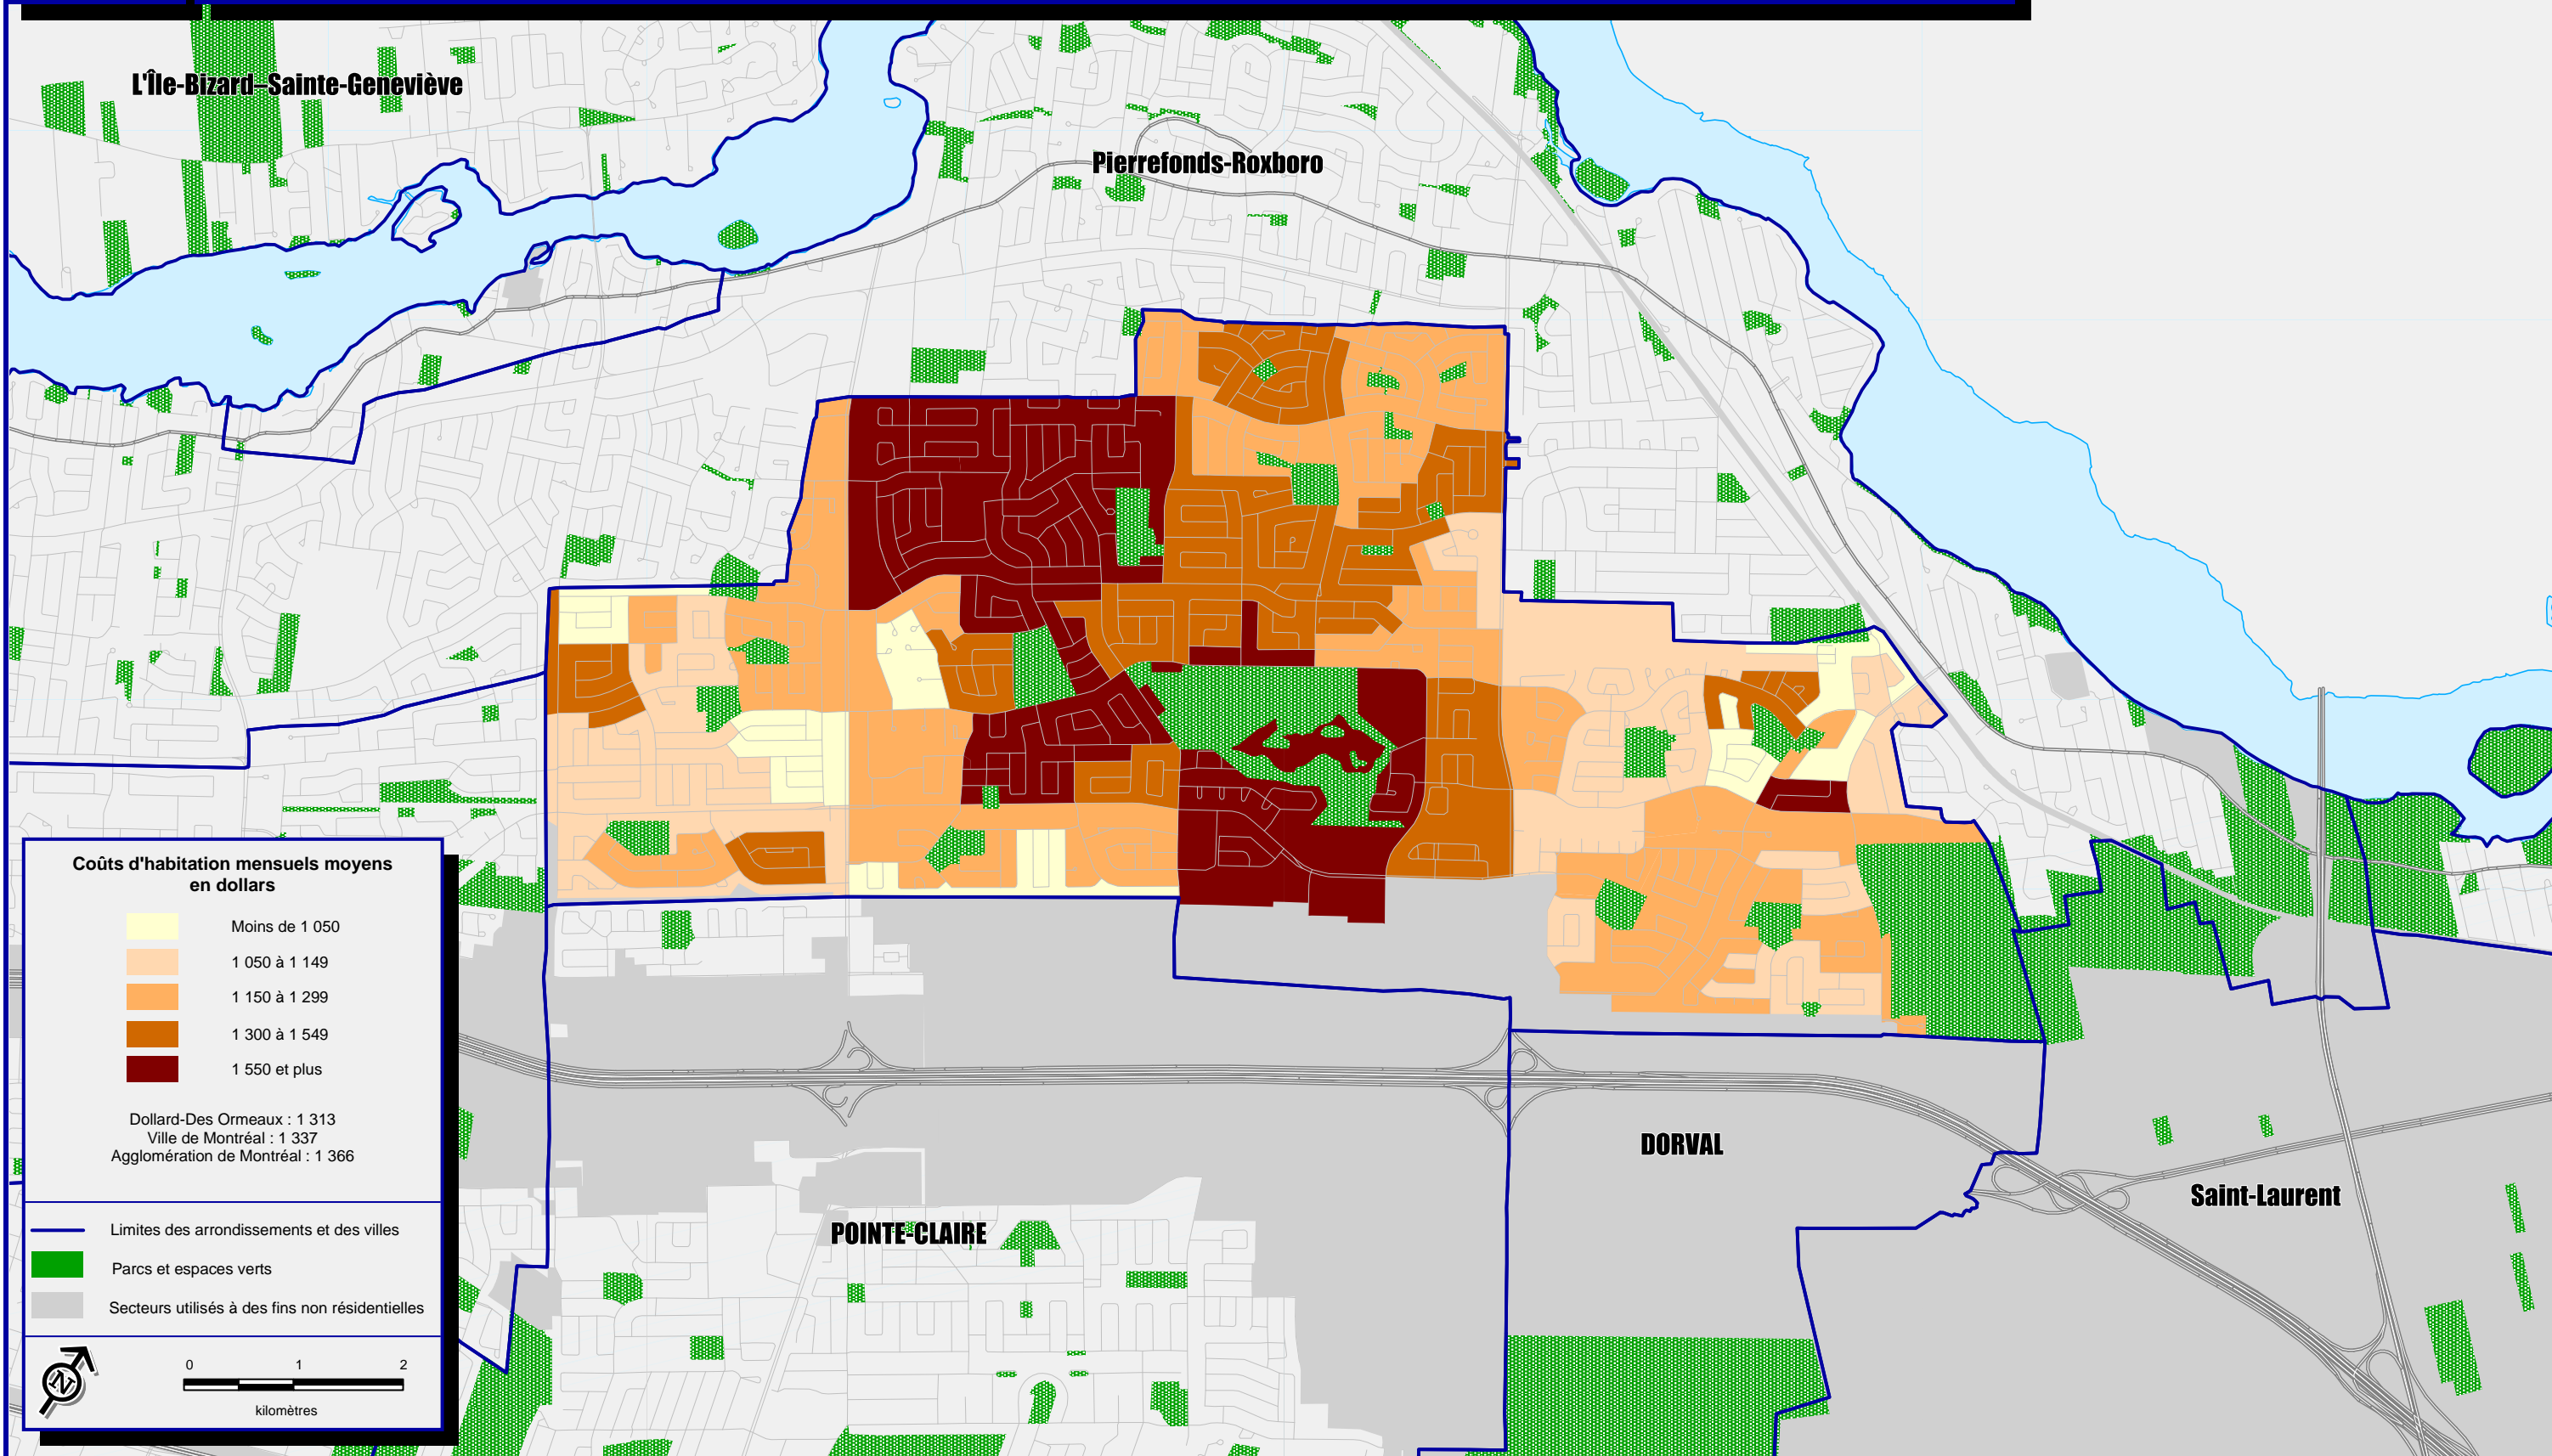 L'Île-Bizard–Sainte-Geneviève
Pierrefonds-Roxboro
Coûts d'habitation mensuels moyens
en dollars
Moins de 1 050
1 050 à 1 149
1 150 à 1 299
1 300 à 1 549
1 550 et plus
Dollard-Des Ormeaux : 1 313
Ville de Montréal : 1 337
Agglomération de Montréal : 1 366
Limites des arrondissements et des villes
Parcs et espaces verts
Secteurs utilisés à des fins non résidentielles
N
0 1 2
kilomètres
DORVAL
Saint-Laurent
POINTE-CLAIRE